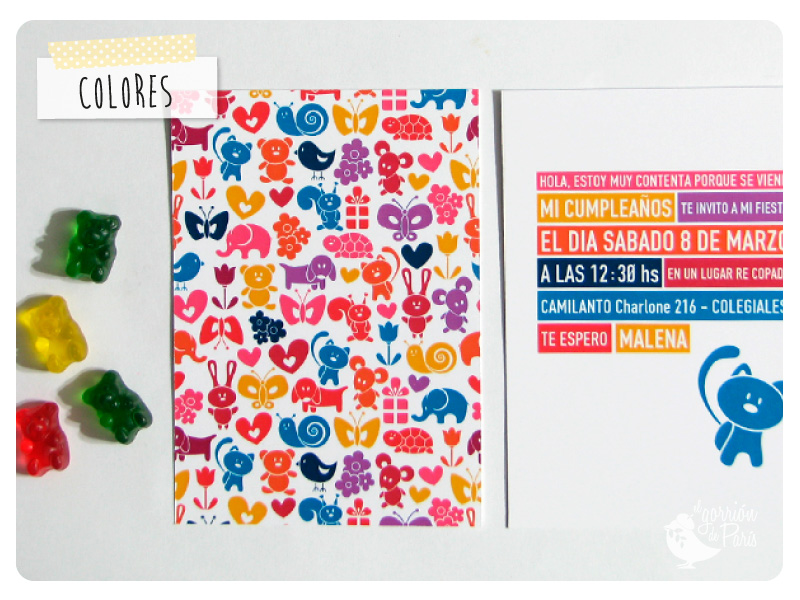 COLORES
HOLA, ESTOY MUY CONTENTA PORQUE SE VIENE
MI CUMPLEAÑOS TE INVITO A MI FIESTA
EL DIA SABADO 8 DE MARZO
A LAS 12:30 hs EN UN LUGAR RE COPAD
CAMILANTO Charlone 216 - COLEGIALES
TE ESPERO MALENA
el gorrión de París